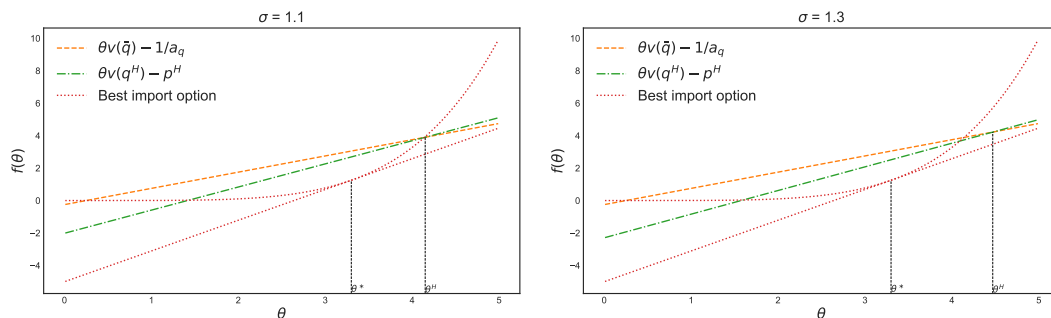 σ = 1.1
f(θ)
10
8
6
4
2
0
−2
−4
θv(q̄) − 1/a_q
θv(q^H) − p^H
Best import option
θ*
θ^H
0 1 2 3 4 5
θ
σ = 1.3
f(θ)
10
8
6
4
2
0
−2
−4
θv(q̄) − 1/a_q
θv(q^H) − p^H
Best import option
θ*
θ^H
0 1 2 3 4 5
θ